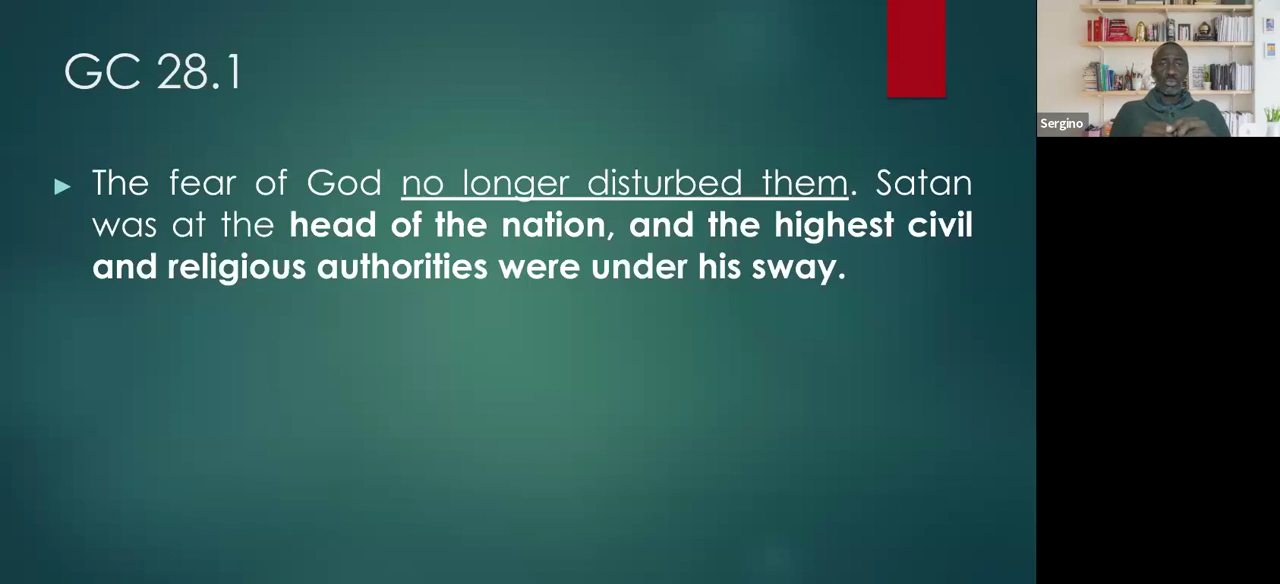 GC 28.1
The fear of God no longer disturbed them. Satan
was at the head of the nation, and the highest civil
and religious authorities were under his sway.
Sergino